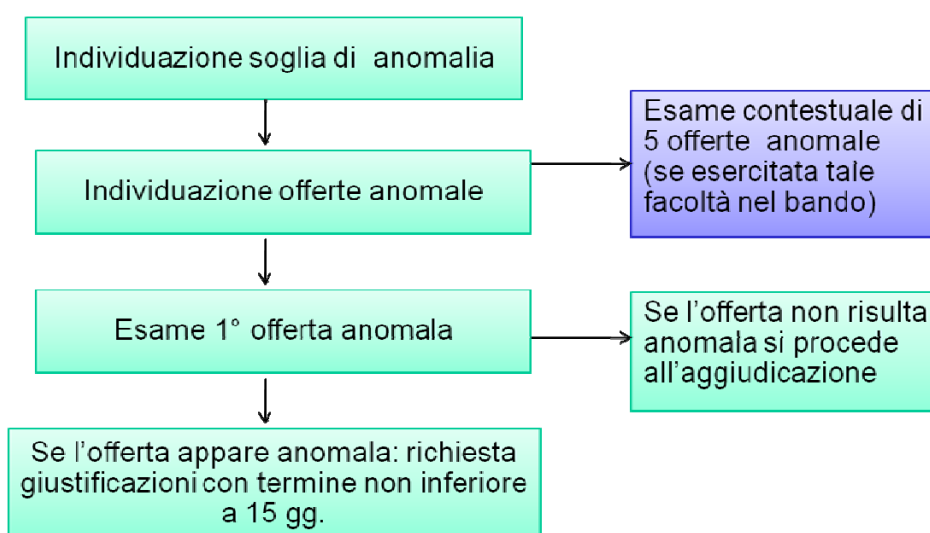 Individuazione soglia di anomalia
Esame contestuale di
5 offerte anomale
(se esercitata tale
facoltà nel bando)
Individuazione offerte anomale
Esame 1° offerta anomala
Se l'offerta non risulta
anomala si procede
all'aggiudicazione
Se l'offerta appare anomala: richiesta
giustificazioni con termine non inferiore
a 15 gg.